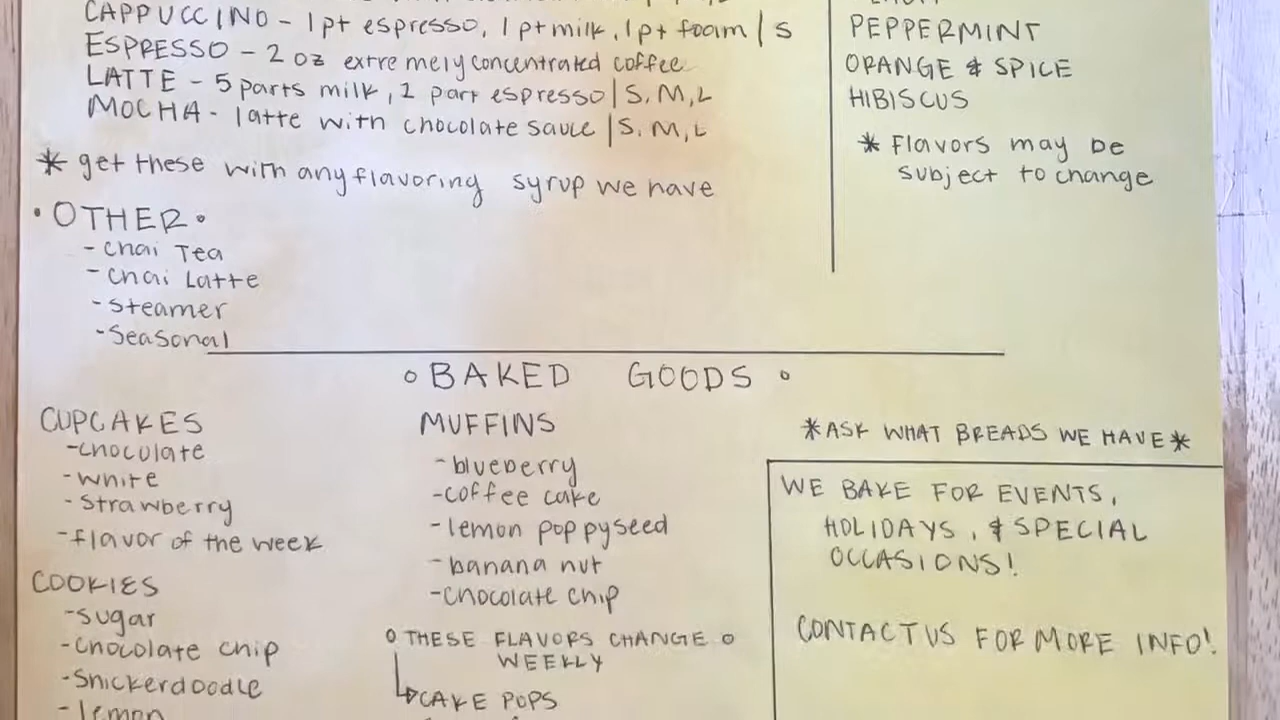 CAPPUCCINO - 1pt espresso, 1pt milk, 1pt foam | S
ESPRESSO - 2 oz extremely concentrated coffee
LATTE - 5 parts milk, 1 part espresso | S, M, L
MOCHA - latte with chocolate sauce | S, M, L
* get these with any flavoring syrup we have
• OTHER •
- Chai Tea
- Chai Latte
- Steamer
- Seasonal
PEPPERMINT
ORANGE & SPICE
HIBISCUS
* Flavors may be
subject to change
BAKED GOODS
CUPCAKES
- chocolate
- white
- Strawberry
- flavor of the week
COOKIES
- sugar
- chocolate chip
- Snickerdoodle
- lemon
MUFFINS
- blueberry
- coffee cake
- lemon poppyseed
- banana nut
- chocolate chip
THESE FLAVORS CHANGE
WEEKLY
CAKE POPS
*ASK WHAT BREADS WE HAVE*
WE BAKE FOR EVENTS,
HOLIDAYS, & SPECIAL
OCCASIONS!
CONTACT US FOR MORE INFO!